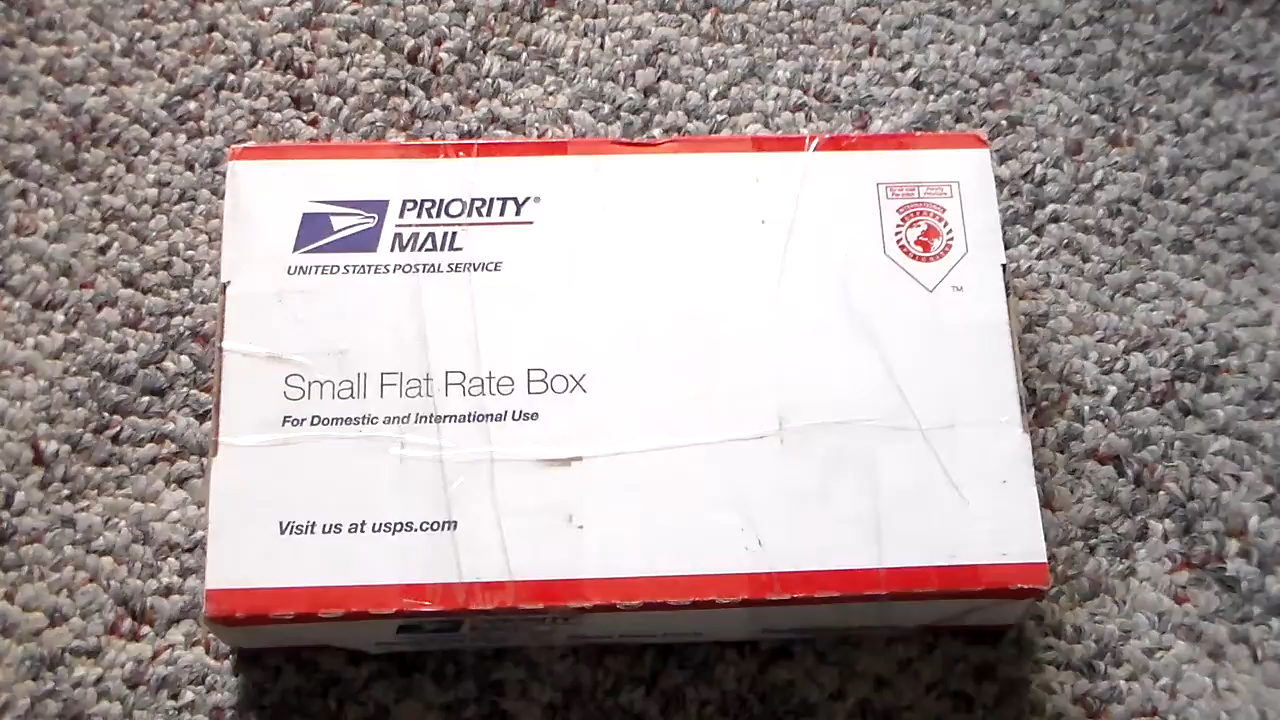 PRIORITY®
MAIL
UNITED STATES POSTAL SERVICE
TM
Small Flat Rate Box
For Domestic and International Use
Visit us at usps.com